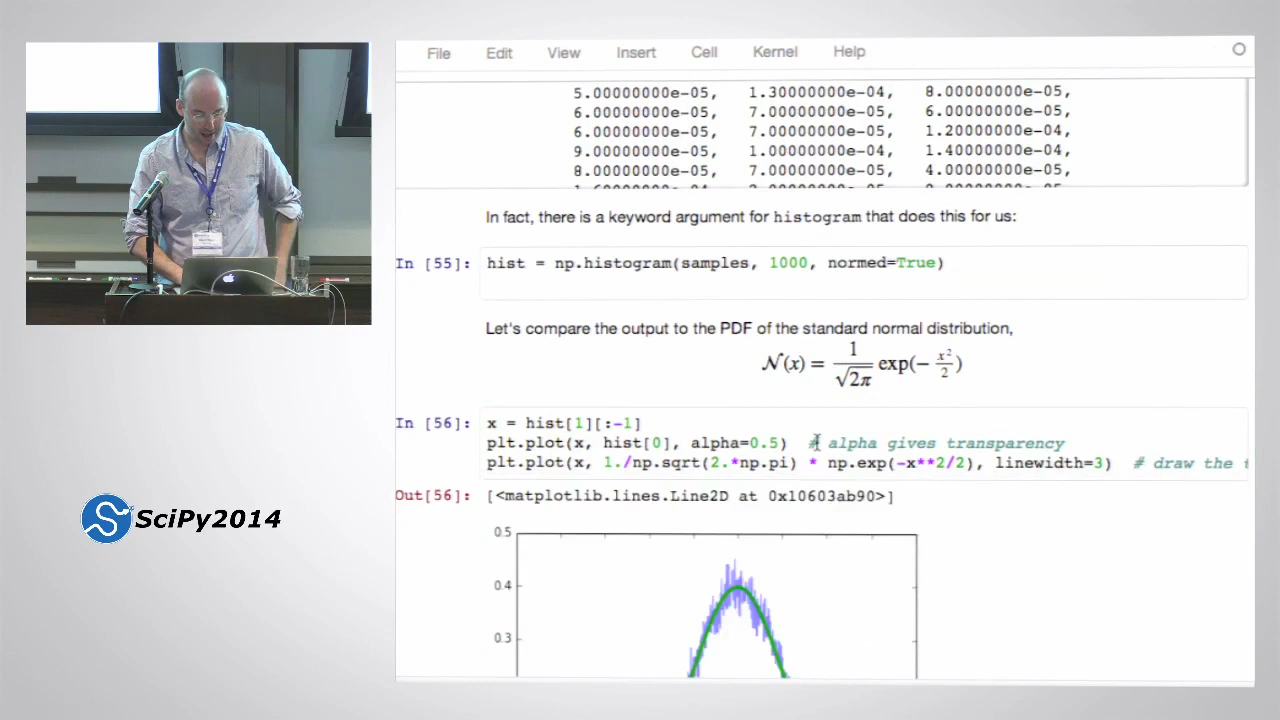 File Edit View Insert Cell Kernel Help
5.00000000e-05, 1.30000000e-04, 8.00000000e-05,
6.00000000e-05, 7.00000000e-05, 6.00000000e-05,
6.00000000e-05, 7.00000000e-05, 1.20000000e-04,
9.00000000e-05, 1.00000000e-04, 1.40000000e-04,
8.00000000e-05, 7.00000000e-05, 4.00000000e-05,
In fact, there is a keyword argument for histogram that does this for us:
In [55]: hist = np.histogram(samples, 1000, normed=True)
Let's compare the output to the PDF of the standard normal distribution,
𝒩(x) = 1/√2π exp(− x²/2)
In [56]: x = hist[1][:-1]
plt.plot(x, hist[0], alpha=0.5) # alpha gives transparency
plt.plot(x, 1./np.sqrt(2.*np.pi) * np.exp(-x**2/2), linewidth=3) # draw the
Out[56]: [<matplotlib.lines.Line2D at 0x10603ab90>]
0.5
0.4
0.3
SciPy2014